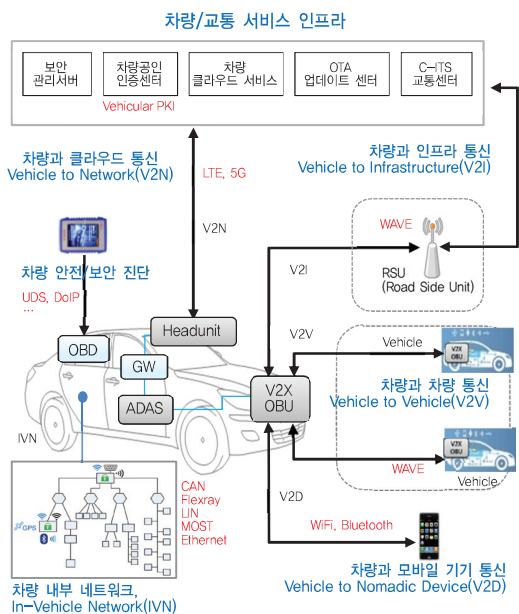 차량/교통 서비스 인프라
보안
관리서버
차량공인
인증센터
차량
클라우드 서비스
OTA
업데이트 센터
C-ITS
교통센터
Vehicular PKI
차량과 클라우드 통신
Vehicle to Network(V2N)
LTE, 5G
차량과 인프라 통신
Vehicle to Infrastructure(V2I)
V2N
WAVE
RSU
(Road Side Unit)
V2I
차량 안전/보안 진단
UDS, DoIP
...
Headunit
OBD
GW
ADAS
V2X
OBU
V2V
Vehicle
V2X
OBU
차량과 차량 통신
Vehicle to Vehicle(V2V)
V2X
OBU
WAVE
Vehicle
IVN
GPS
CAN
Flexray
LIN
MOST
Ethernet
V2D
WiFi, Bluetooth
차량 내부 네트워크,
In-Vehicle Network(IVN)
차량과 모바일 기기 통신
Vehicle to Nomadic Device(V2D)